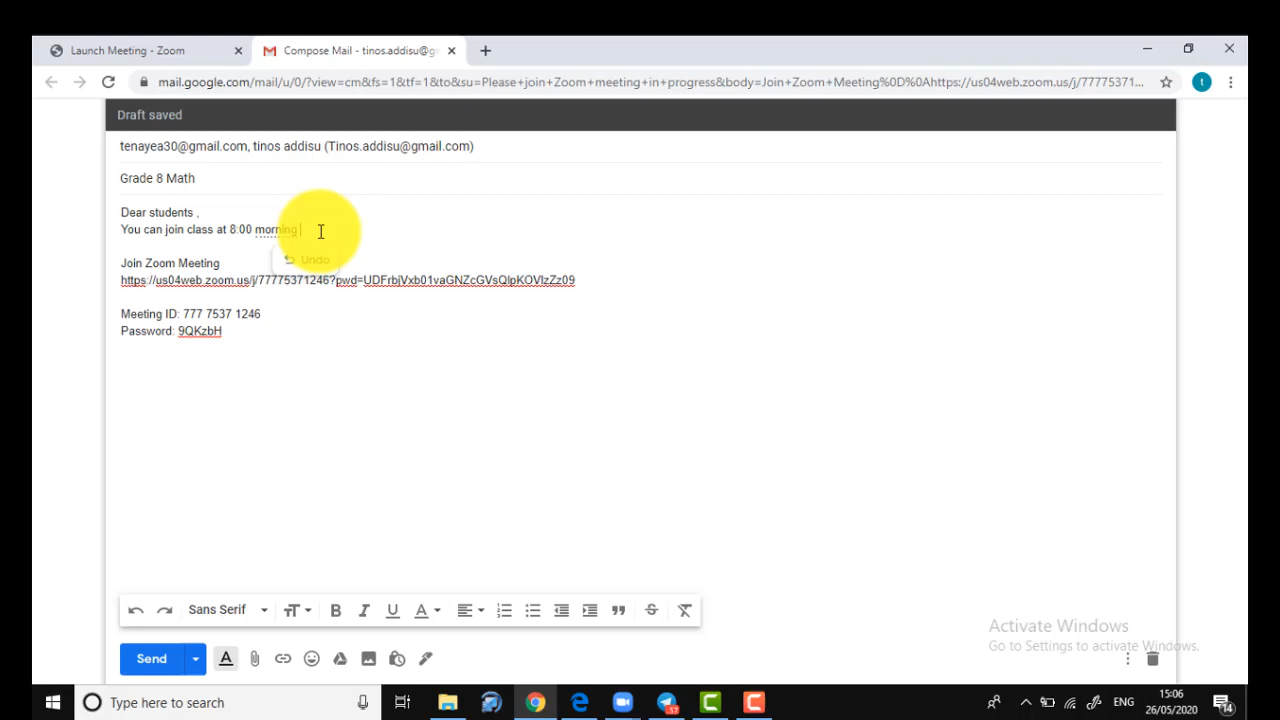 Launch Meeting - Zoom
Compose Mail - tinos.addisu@g
mail.google.com/mail/u/0/?view=cm&fs=1&tf=1&to&su=Please+join+Zoom+meeting+in+progress&body=Join+Zoom+Meeting%0D%0Ahttps://us04web.zoom.us/j/77775371...
t
Draft saved
tenayea30@gmail.com, tinos addisu (Tinos.addisu@gmail.com)
Grade 8 Math
Dear students ,
You can join class at 8:00 morning
Undo
Join Zoom Meeting
https://us04web.zoom.us/j/77775371246?pwd=UDFrbjVxb01vaGNZcGVsQlpKOVlzZz09
Meeting ID: 777 7537 1246
Password: 9QKzbH
Sans Serif
Activate Windows
Go to Settings to activate Windows.
Send
Type here to search
57
ENG
15:06
26/05/2020
14